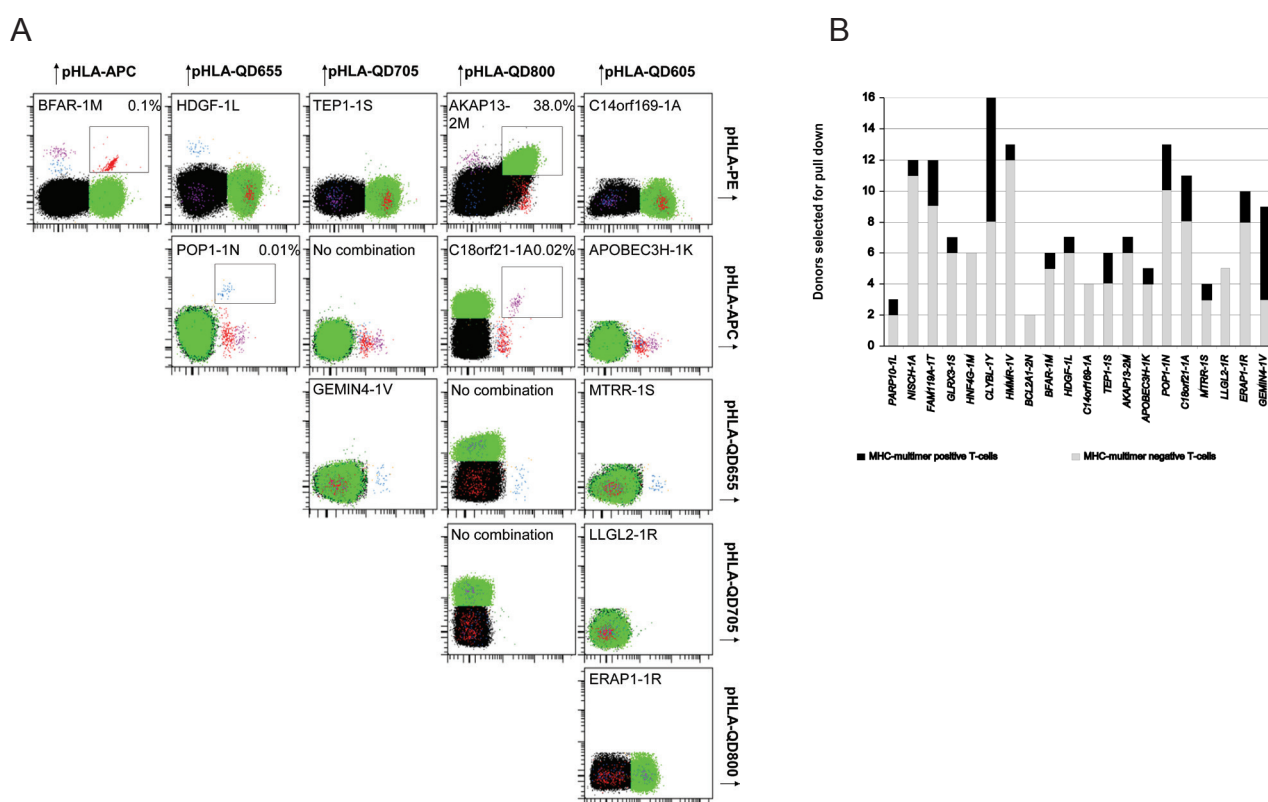 A
B
↑pHLA-APC ↑pHLA-QD655 ↑pHLA-QD705 ↑pHLA-QD800 ↑pHLA-QD605
BFAR-1M 0.1%
HDGF-1L
TEP1-1S
AKAP13-2M 38.0%
C14orf169-1A
pHLA-PE
POP1-1N 0.01%
No combination
C18orf21-1A 0.02%
APOBEC3H-1K
pHLA-APC
GEMIN4-1V
No combination
MTRR-1S
pHLA-QD655
No combination
LLGL2-1R
pHLA-QD705
ERAP1-1R
pHLA-QD800
Donors selected for pull down
16
14
12
10
8
6
4
2
0
PARP10-1L
NISCH-1A
FAM119A-1T
GLRX3-1S
HNF4G-1M
CLYBL-1Y
HMMR-1V
BCL2A1-2N
BFAR-1M
HDGF-1L
C14orf169-1A
TEP1-1S
AKAP13-2M
APOBEC3H-1K
POP1-1N
C18orf21-1A
MTRR-1S
LLGL2-1R
ERAP1-1R
GEMIN4-1V
MHC-multimer positive T-cells
MHC-multimer negative T-cells